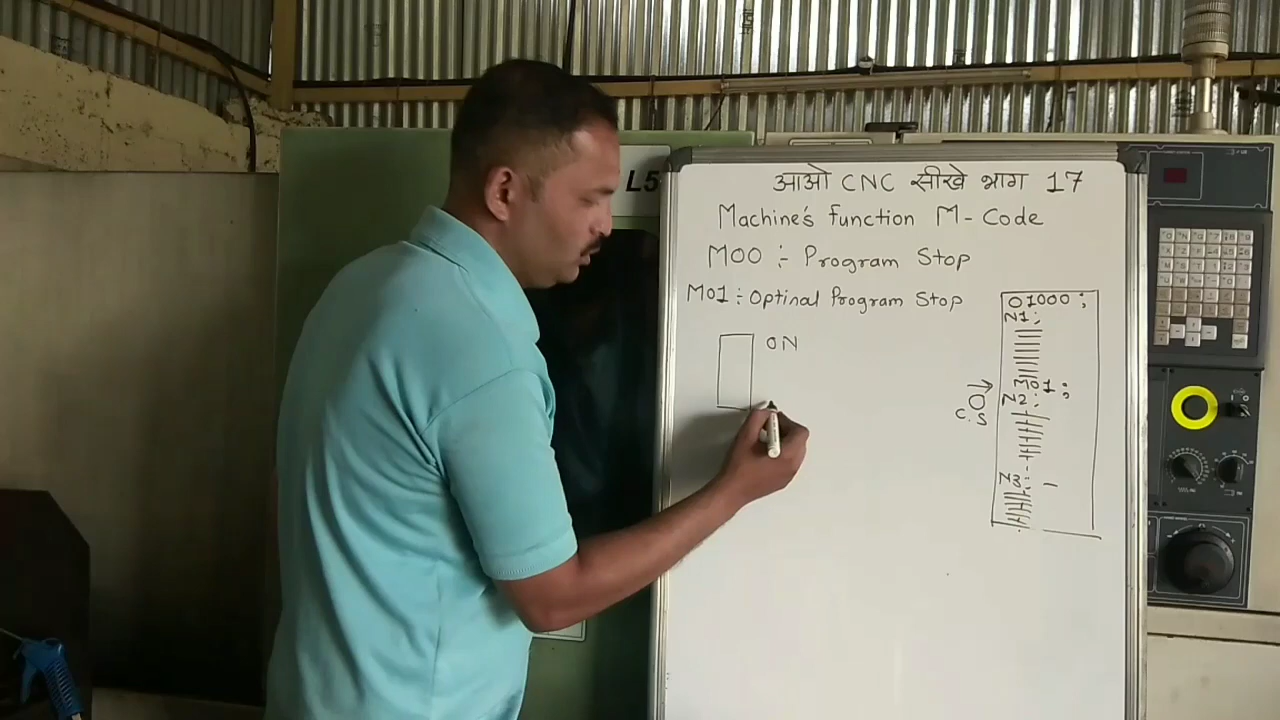 L5
आओ CNC सीखे भाग 17
Machine's function M-Code
M00 :- Program Stop
M01 :- Optinal Program Stop
ON
O1000 ;
N1;
M01 ;
N2;
C.S
N3;